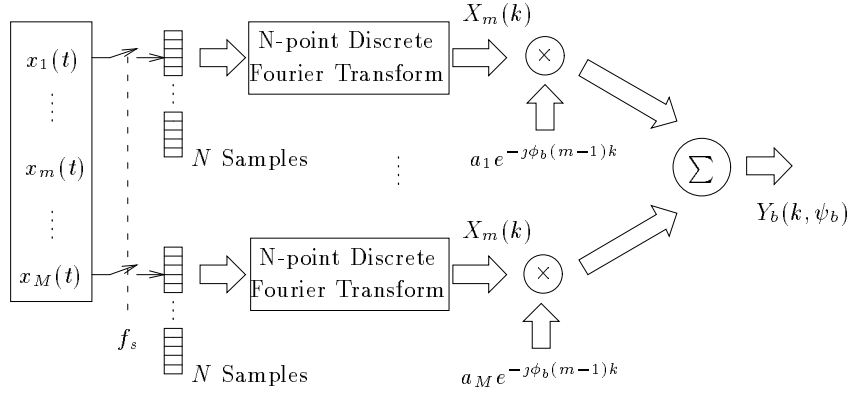 x_1(t)
⋮
x_m(t)
⋮
x_M(t)
f_s
N Samples
N-point Discrete
Fourier Transform
X_m(k)
×
a_1 e^{-jϕ_b(m-1)k}
⋮
N Samples
N-point Discrete
Fourier Transform
X_m(k)
×
a_M e^{-jϕ_b(m-1)k}
∑
Y_b(k, ψ_b)